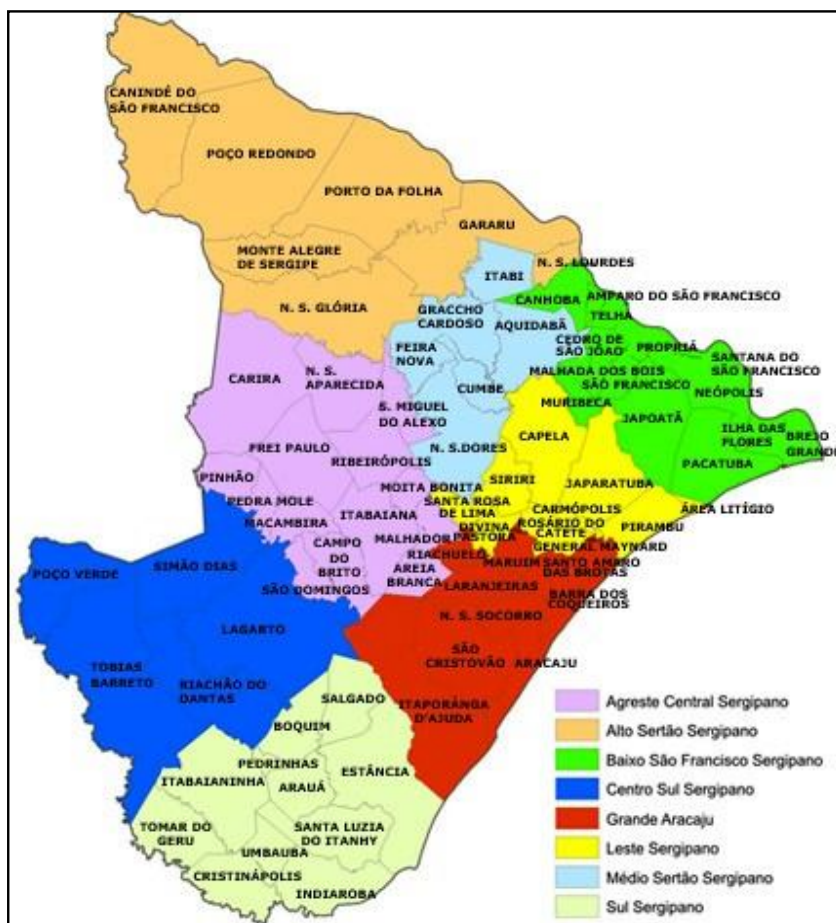 CANINDÉ DO
SÃO FRANCISCO
POÇO REDONDO
PORTO DA FOLHA
GARARU
MONTE ALEGRE
DE SERGIPE
N. S. LOURDES
ITABI
N. S. GLÓRIA
CANHOBA
AMPARO DO SÃO FRANCISCO
GRACCHO
CARDOSO
TELHA
AQUIDABÃ
CEDRO DE
SÃO JOÃO
PROPRIÁ
FEIRA
NOVA
SANTANA DO
SÃO FRANCISCO
CARIRA
N. S.
APARECIDA
MALHADA DOS BOIS
SÃO FRANCISCO
CUMBE
NEÓPOLIS
MURIBECA
S. MIGUEL
DO ALEXO
JAPOATÃ
ILHA DAS
FLORES
BREJO
GRANDE
CAPELA
FREI PAULO
N. S.DORES
RIBEIRÓPOLIS
PACATUBA
PINHÃO
SIRIRI
JAPARATUBA
MOITA BONITA
PEDRA MOLE
SANTA ROSA
DE LIMA
CARMÓPOLIS
ÁREA LITÍGIO
MACAMBIRA
ITABAIANA
DIVINA
PASTORA
ROSÁRIO DO
CATETE
PIRAMBU
MALHADOR
GENERAL MAYNARD
CAMPO
DO
BRITO
RIACHUELO
MARUIM
SANTO AMARO
DAS BROTAS
POÇO VERDE
SIMÃO DIAS
AREIA
BRANCA
LARANJEIRAS
SÃO DOMINGOS
BARRA DOS
COQUEIROS
N. S. SOCORRO
LAGARTO
SÃO
CRISTOVÃO
ARACAJU
TOBIAS
BARRETO
RIACHÃO DO
DANTAS
SALGADO
ITAPORÂNGA
D'AJUDA
BOQUIM
PEDRINHAS
ITABAIANINHA
ARAUÁ
ESTÂNCIA
TOMAR DO
GERU
SANTA LUZIA
DO ITANHY
UMBAUBA
CRISTINÁPOLIS
INDIAROBA
Agreste Central Sergipano
Alto Sertão Sergipano
Baixo São Francisco Sergipano
Centro Sul Sergipano
Grande Aracaju
Leste Sergipano
Médio Sertão Sergipano
Sul Sergipano